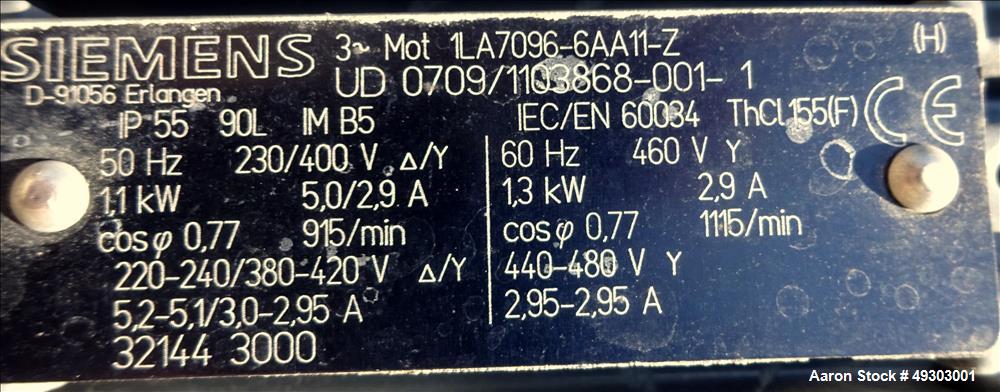 SIEMENS 3~ Mot 1LA7096-6AA11-Z (H)
UD 0709/1103868-001- 1
D-91056 Erlangen
IP 55 90L IM B5 IEC/EN 60034 ThCl.155(F) CE
50 Hz 230/400 V Δ/Y
1,1 kW 5,0/2,9 A
cosφ 0,77 915/min
220-240/380-420 V Δ/Y
5,2-5,1/3,0-2,95 A
32144 3000
60 Hz 460 V Y
1,3 kW 2,9 A
cosφ 0,77 1115/min
440-480 V Y
2,95-2,95 A
Aaron Stock # 49303001